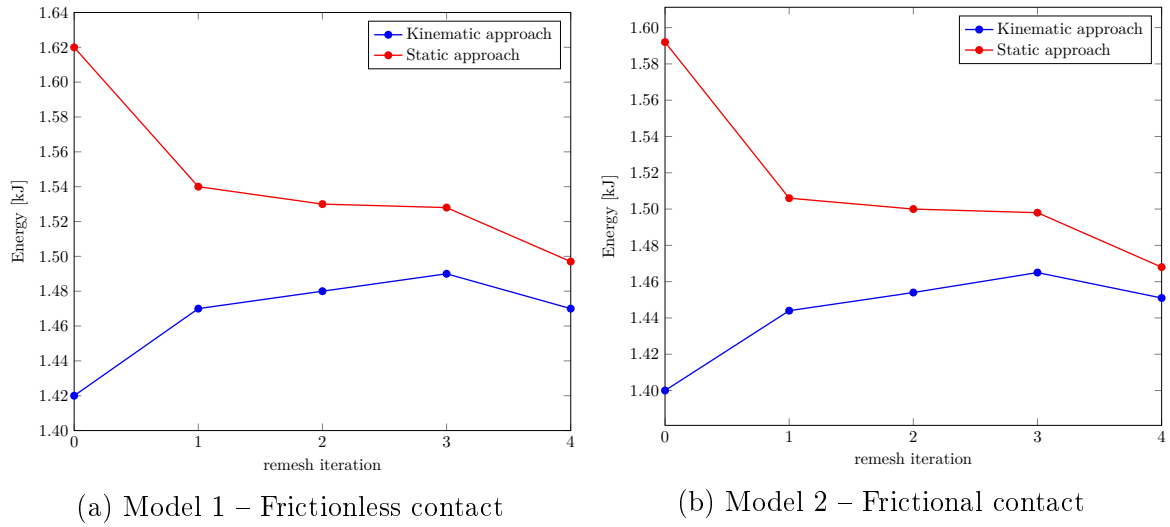 1.64
1.62
1.60
1.58
1.56
1.54
1.52
1.50
1.48
1.46
1.44
1.42
1.40
Energy [kJ]
0 1 2 3 4
remesh iteration
Kinematic approach
Static approach
(a) Model 1 – Frictionless contact
1.60
1.58
1.56
1.54
1.52
1.50
1.48
1.46
1.44
1.42
1.40
Energy [kJ]
0 1 2 3 4
remesh iteration
Kinematic approach
Static approach
(b) Model 2 – Frictional contact